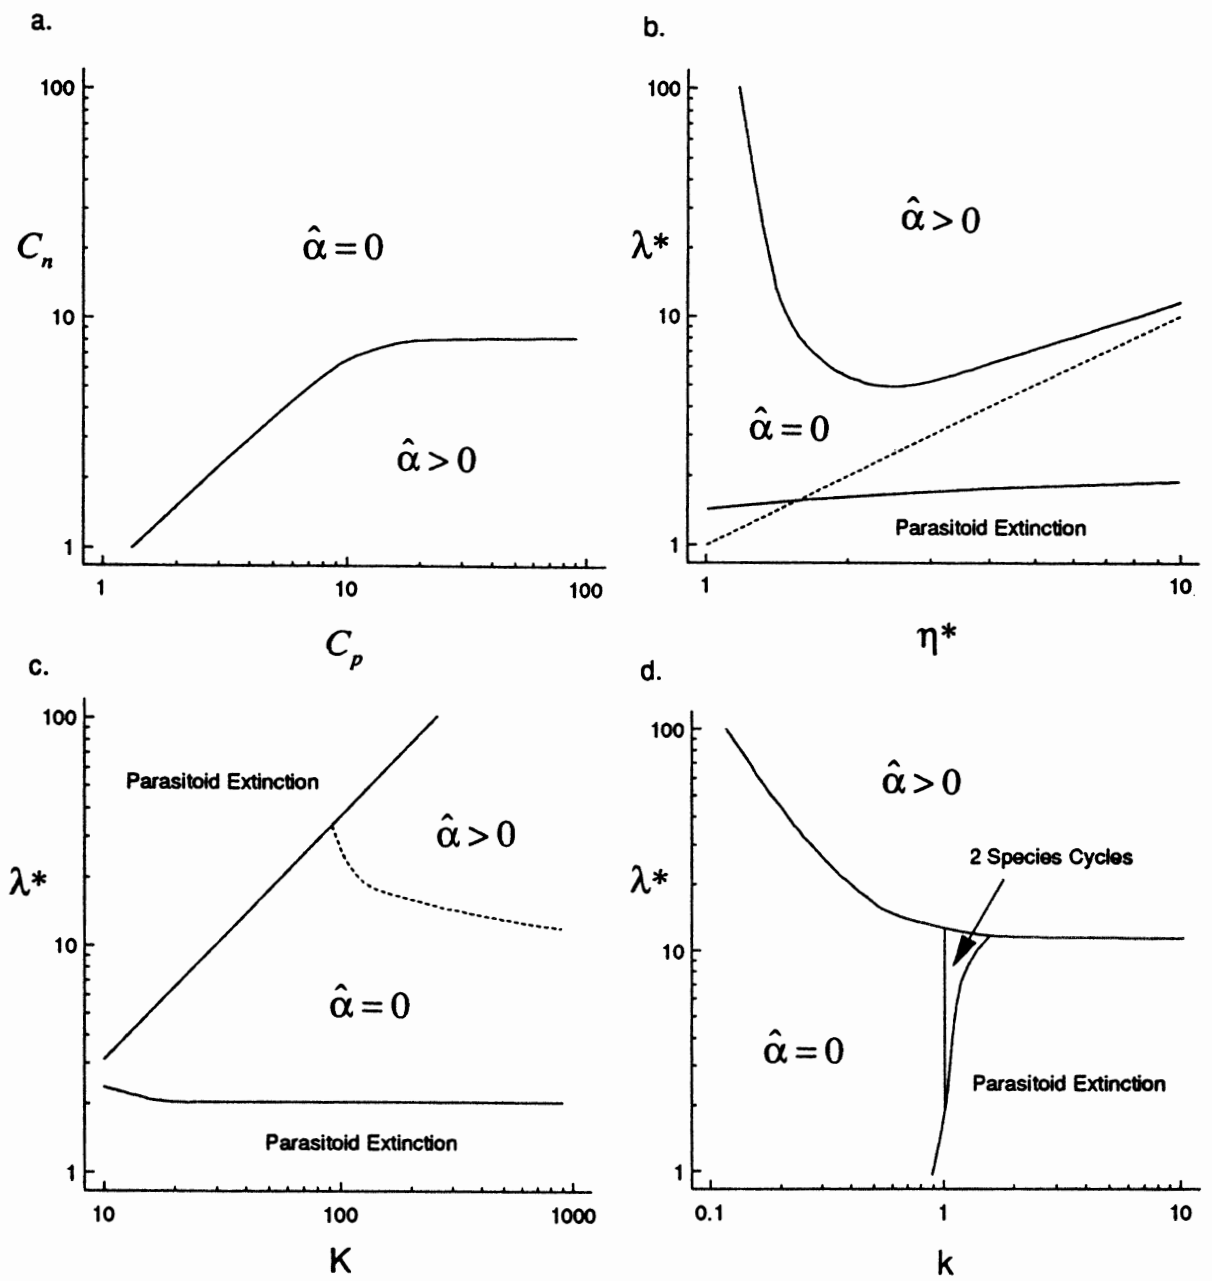 a.
100
C_n
α̂ = 0
10
α̂ > 0
1
1 10 100
C_p
b.
100
λ*
α̂ > 0
10
α̂ = 0
Parasitoid Extinction
1
1 10
η*
c.
100
Parasitoid Extinction
α̂ > 0
λ*
10
α̂ = 0
Parasitoid Extinction
1
10 100 1000
K
d.
100
α̂ > 0
2 Species Cycles
λ*
10
α̂ = 0
Parasitoid Extinction
1
0.1 1 10
k